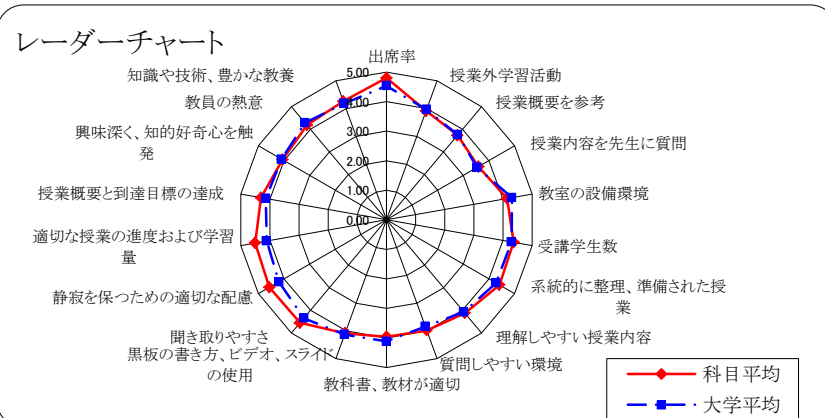 レーダーチャート
出席率
授業外学習活動
授業概要を参考
授業内容を先生に質問
教室の設備環境
受講学生数
系統的に整理、準備された授
業
理解しやすい授業内容
質問しやすい環境
教科書、教材が適切
黒板の書き方、ビデオ、スライド
の使用
聞き取りやすさ
静寂を保つための適切な配慮
適切な授業の進度および学習
量
授業概要と到達目標の達成
興味深く、知的好奇心を触
発
教員の熱意
知識や技術、豊かな教養
5.00
4.00
3.00
2.00
1.00
0.00
科目平均
大学平均